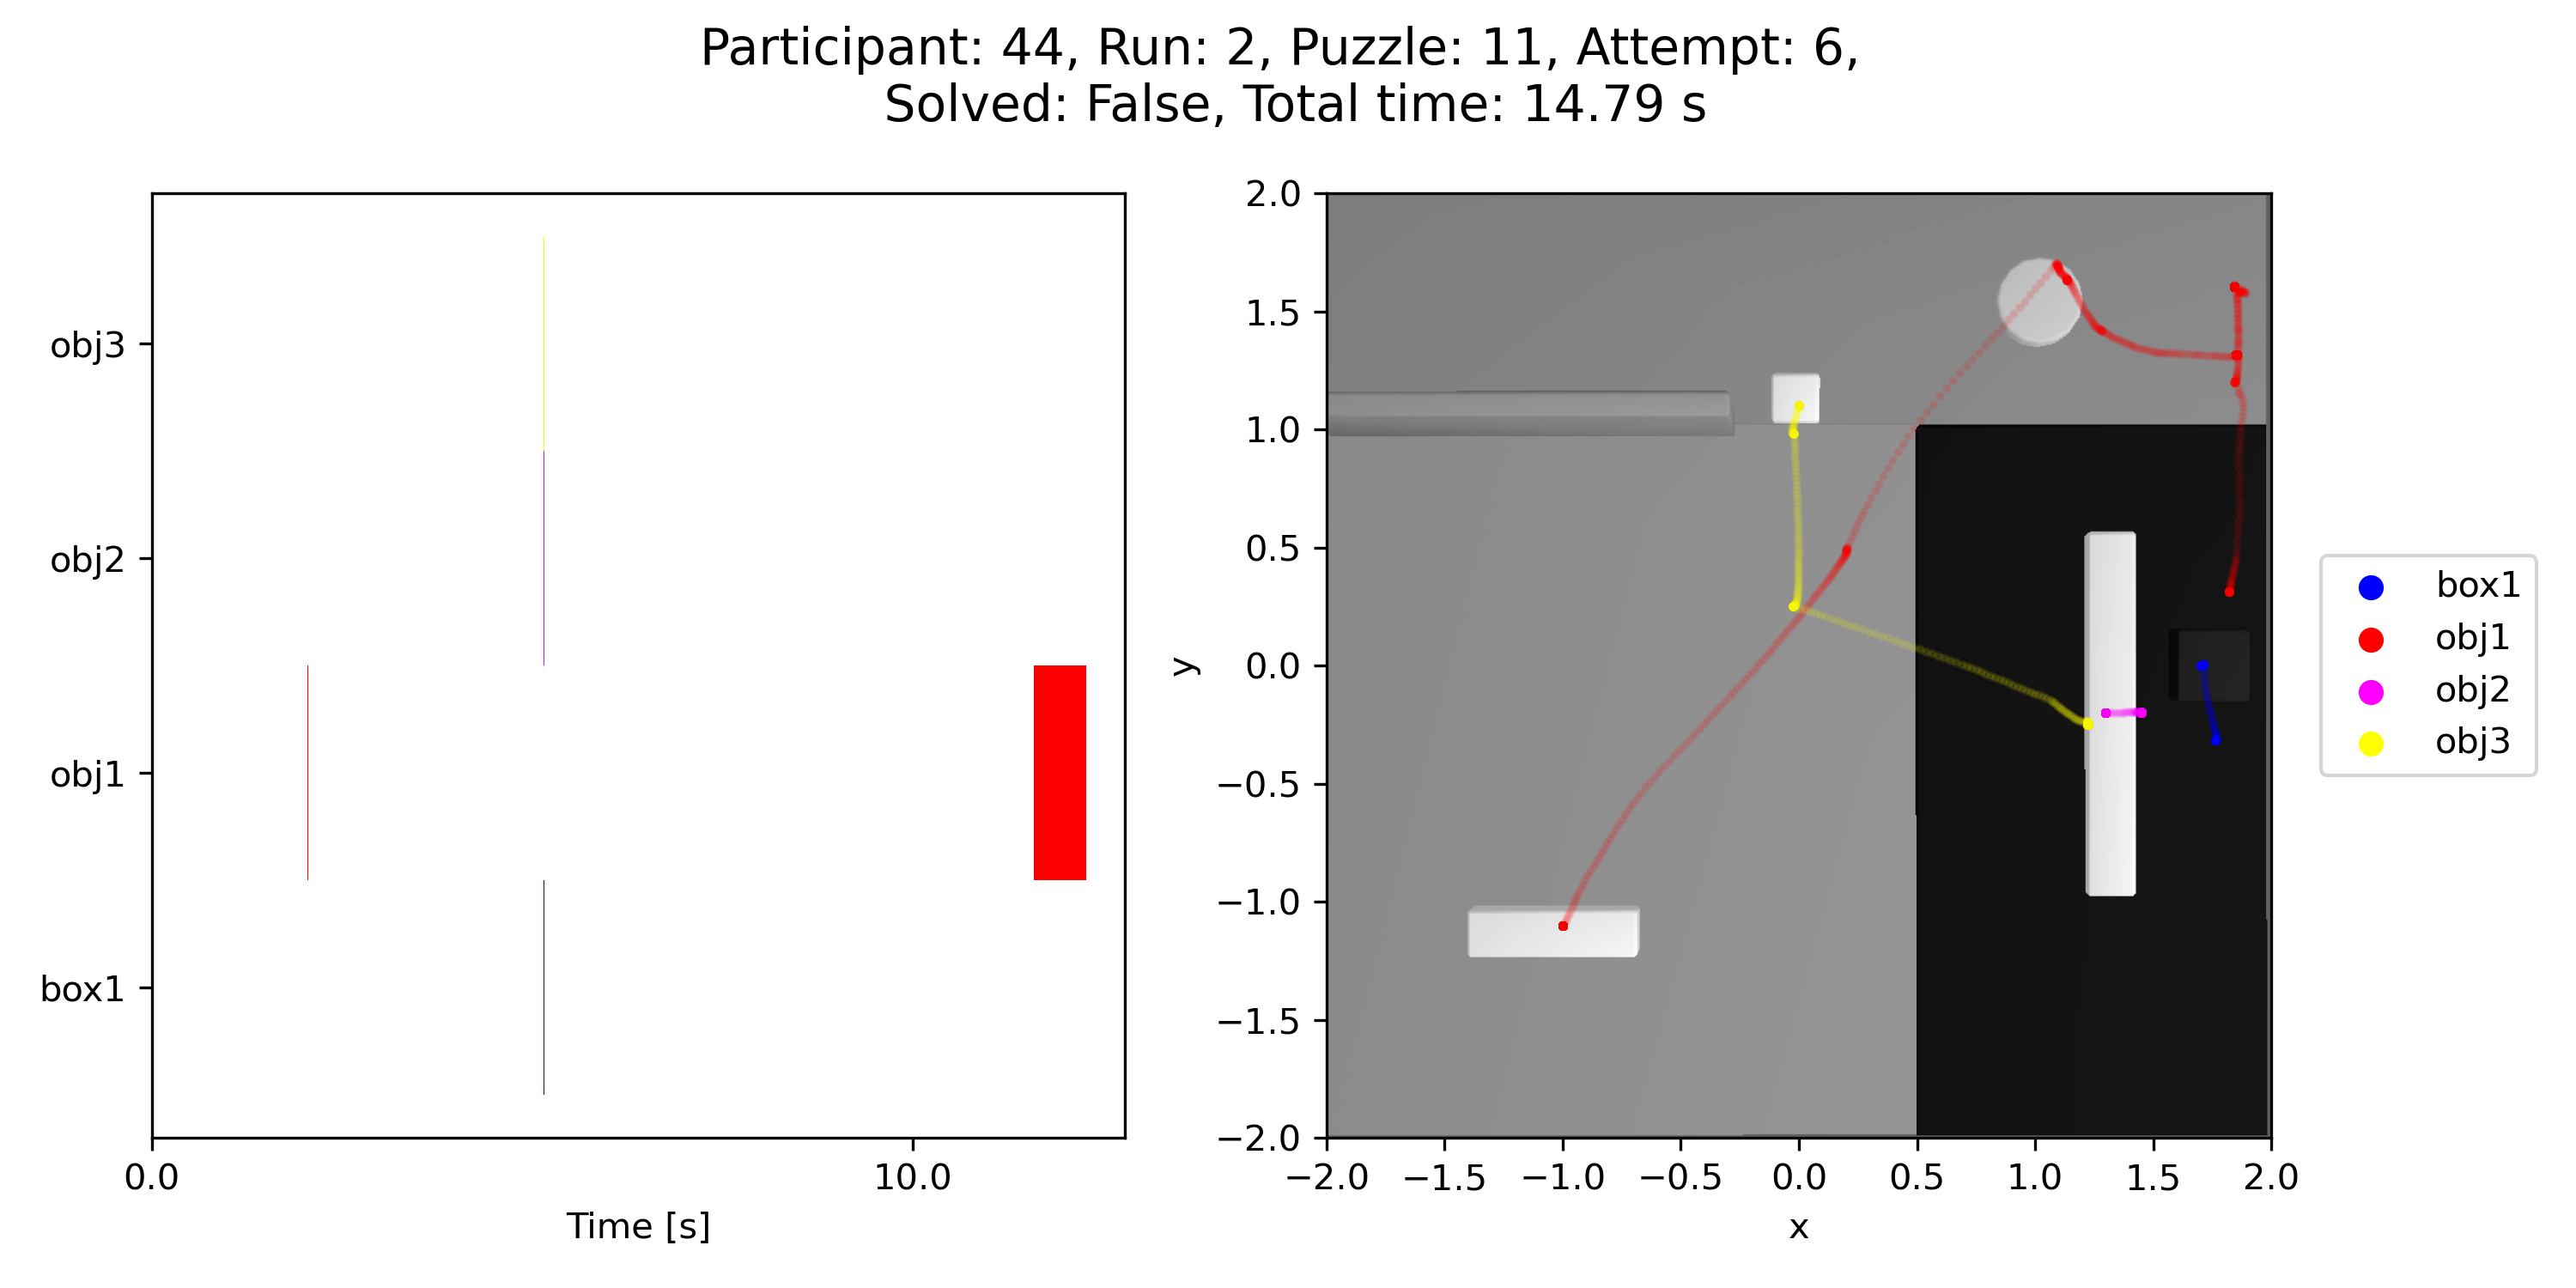 Participant: 44, Run: 2, Puzzle: 11, Attempt: 6,
Solved: False, Total time: 14.79 s
obj3
obj2
obj1
box1
0.0
10.0
Time [s]
2.0
1.5
1.0
0.5
0.0
−0.5
−1.0
−1.5
−2.0
y
−2.0
−1.5
−1.0
−0.5
0.0
0.5
1.0
1.5
2.0
x
box1
obj1
obj2
obj3